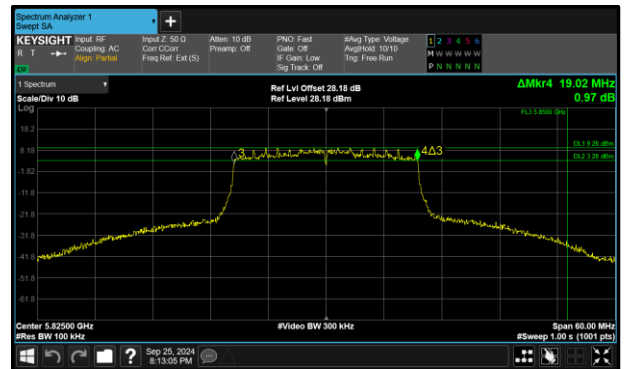 Spectrum Analyzer 1
Swept SA
+
KEYSIGHT
R T
Input: RF
Coupling: AC
Align: Partial
Input Z: 50 Ω
Corr CCorr
Freq Ref: Ext (S)
Atten: 10 dB
Preamp: Off
PNO: Fast
Gate: Off
IF Gain: Low
Sig Track: Off
#Avg Type: Voltage
Avg|Hold: 10/10
Trig: Free Run
1 2 3 4 5 6
M W W W W W
P N N N N N
1 Spectrum
Scale/Div 10 dB
Log
Ref Lvl Offset 28.18 dB
Ref Level 28.18 dBm
ΔMkr4 19.02 MHz
0.97 dB
FL3 5.8500 GHz
18.2
DL1 9.28 dBm
8.18
3
4Δ3
DL2 3.28 dBm
-1.82
-11.8
-21.8
-31.8
-41.8
-51.8
-61.8
Center 5.82500 GHz
#Res BW 100 kHz
#Video BW 300 kHz
Span 60.00 MHz
#Sweep 1.00 s (1001 pts)
?
Sep 25, 2024
8:13:05 PM